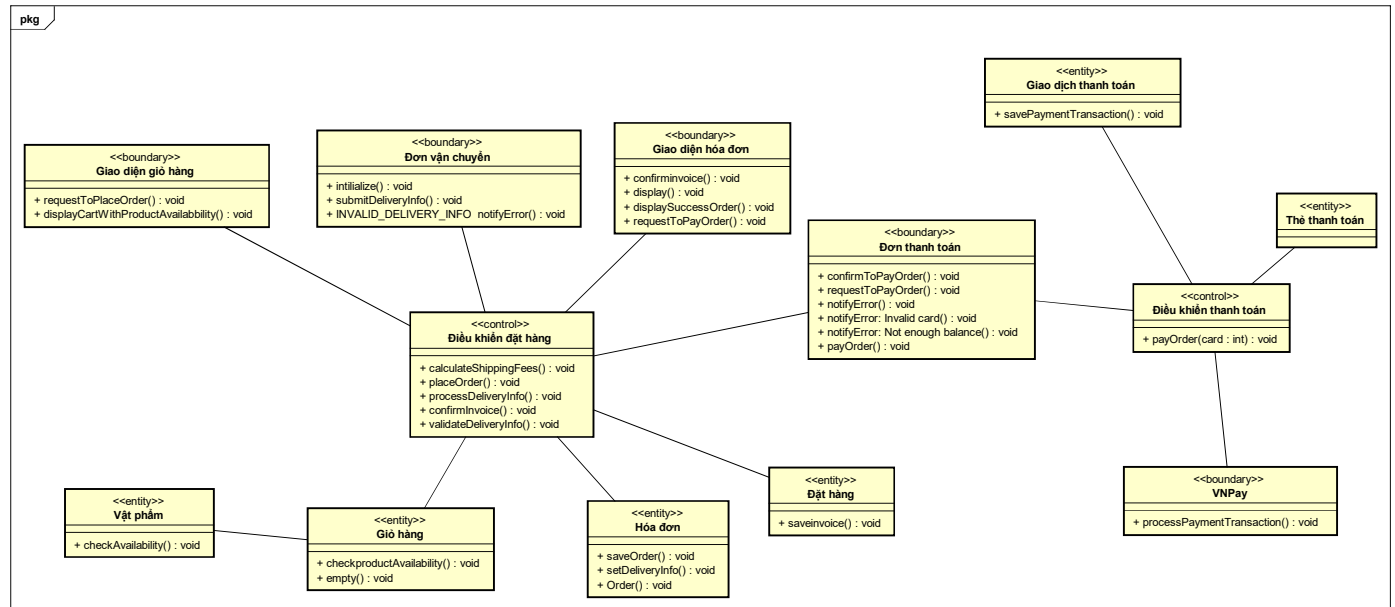 pkg
<<entity>>
Giao dịch thanh toán
+ savePaymentTransaction() : void
<<boundary>>
Giao diện giỏ hàng
+ requestToPlaceOrder() : void
+ displayCartWithProductAvailabbility() : void
<<boundary>>
Đơn vận chuyển
+ intilialize() : void
+ submitDeliveryInfo() : void
+ INVALID_DELIVERY_INFO notifyError() : void
<<boundary>>
Giao diện hóa đơn
+ confirminvoice() : void
+ display() : void
+ displaySuccessOrder() : void
+ requestToPayOrder() : void
<<entity>>
Thẻ thanh toán
<<boundary>>
Đơn thanh toán
+ confirmToPayOrder() : void
+ requestToPayOrder() : void
+ notifyError() : void
+ notifyError: Invalid card() : void
+ notifyError: Not enough balance() : void
+ payOrder() : void
<<control>>
Điều khiển thanh toán
+ payOrder(card : int) : void
<<control>>
Điều khiển đặt hàng
+ calculateShippingFees() : void
+ placeOrder() : void
+ processDeliveryInfo() : void
+ confirmInvoice() : void
+ validateDeliveryInfo() : void
<<entity>>
Vật phẩm
+ checkAvailability() : void
<<entity>>
Giỏ hàng
+ checkproductAvailability() : void
+ empty() : void
<<entity>>
Hóa đơn
+ saveOrder() : void
+ setDeliveryInfo() : void
+ Order() : void
<<entity>>
Đặt hàng
+ saveinvoice() : void
<<boundary>>
VNPay
+ processPaymentTransaction() : void